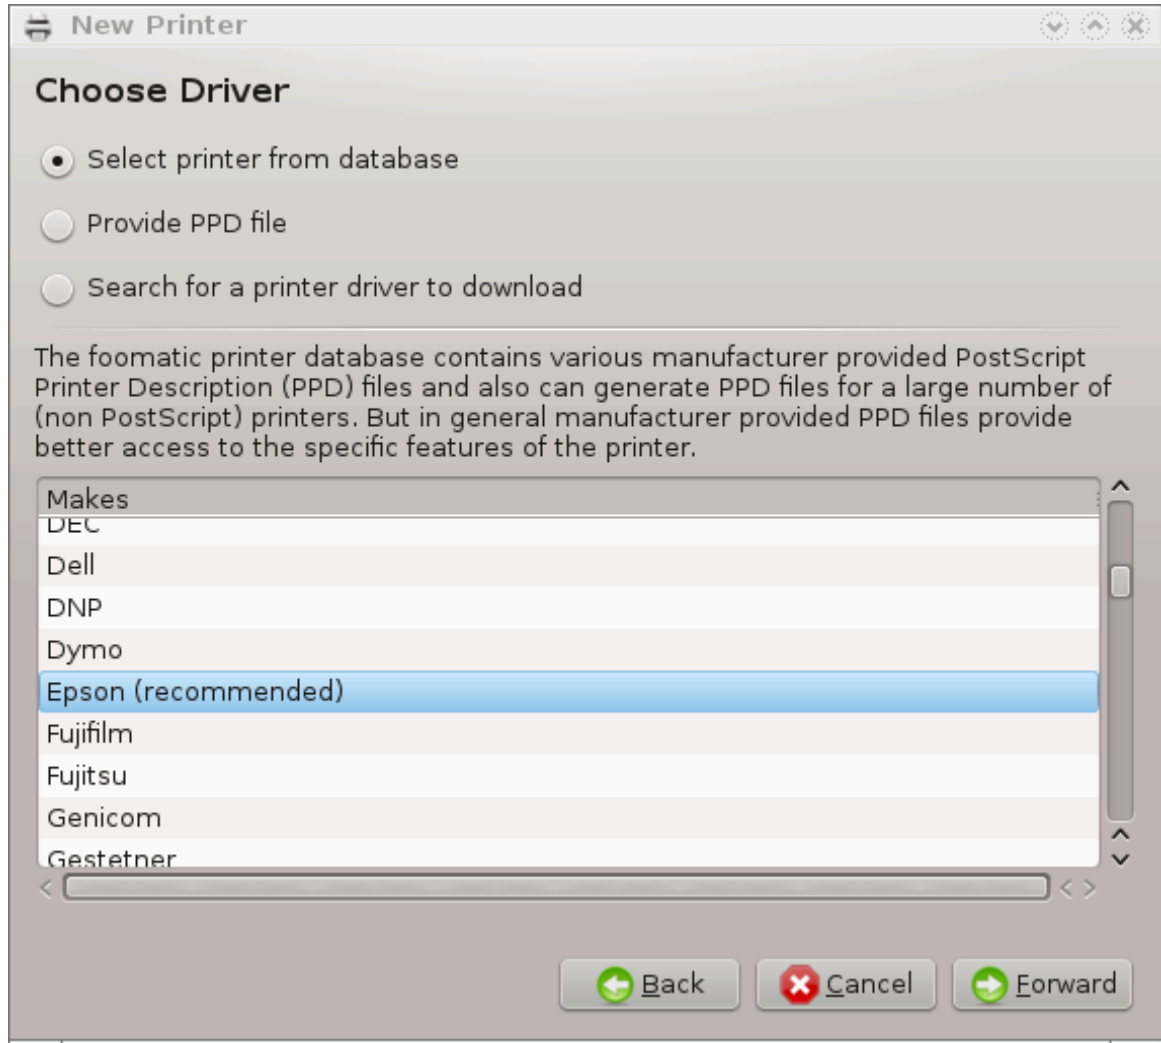 New Printer
Choose Driver
Select printer from database
Provide PPD file
Search for a printer driver to download
The foomatic printer database contains various manufacturer provided PostScript
Printer Description (PPD) files and also can generate PPD files for a large number of
(non PostScript) printers. But in general manufacturer provided PPD files provide
better access to the specific features of the printer.
Makes
DEC
Dell
DNP
Dymo
Epson (recommended)
Fujifilm
Fujitsu
Genicom
Gestetner
Back Cancel Forward